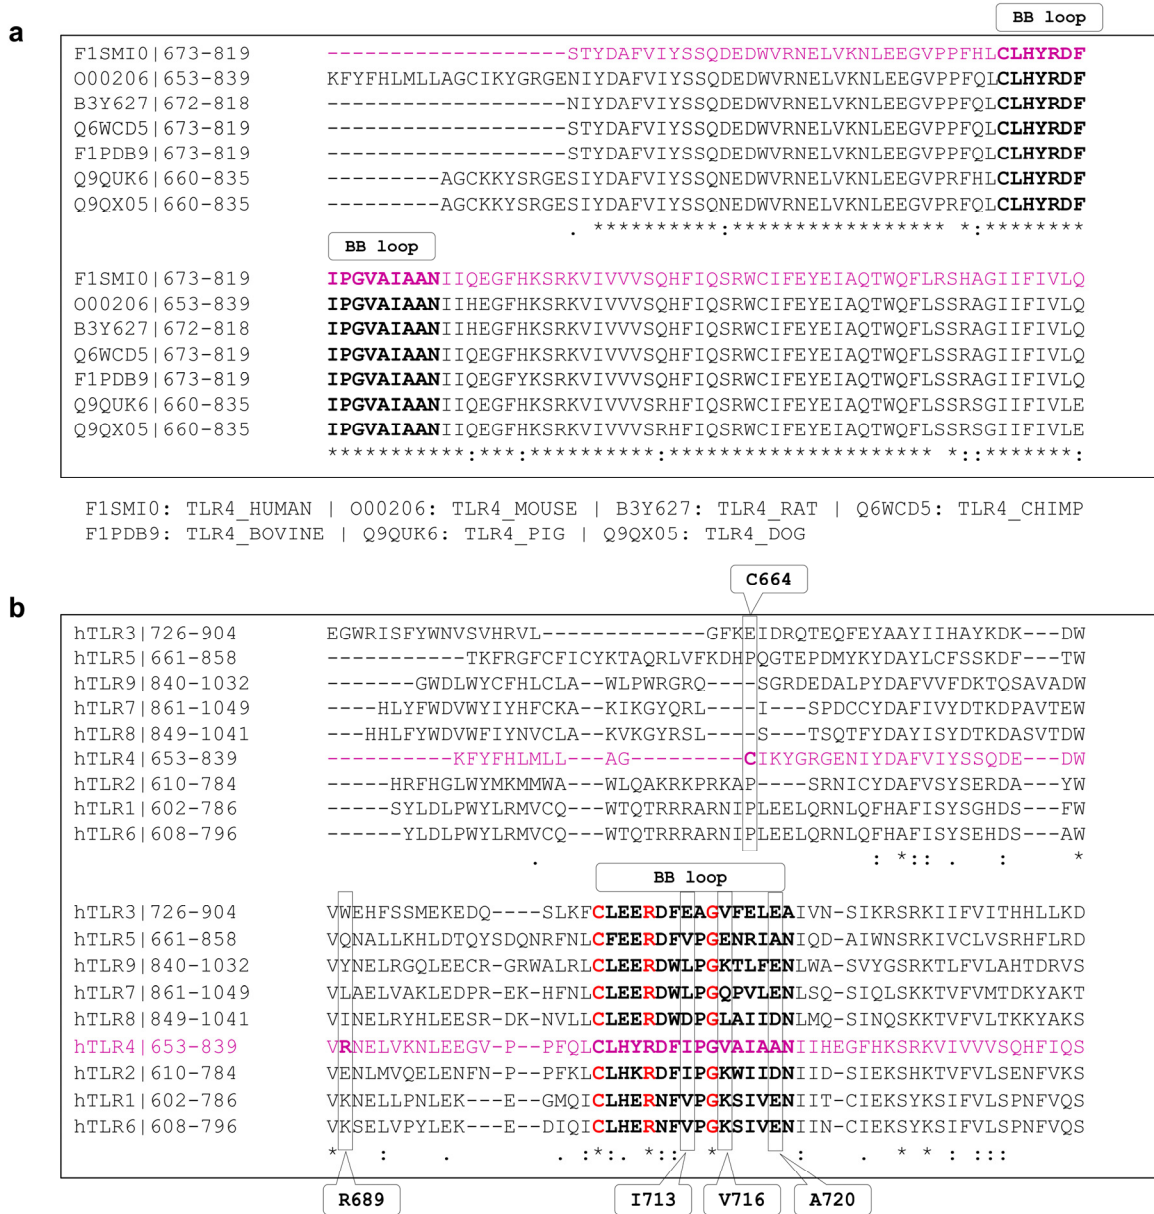 a
BB loop
F1SMI0|673-819 -------------------STYDAFVIYSSQDEDWVRNELVKNLEEGVPPFHLCLHYRDF
O00206|653-839 KFYFHLMLLAGCIKYGRGENIYDAFVIYSSQDEDWVRNELVKNLEEGVPPFQLCLHYRDF
B3Y627|672-818 -------------------NIYDAFVIYSSQDEDWVRNELVKNLEEGVPPFQLCLHYRDF
Q6WCD5|673-819 -------------------STYDAFVIYSSQDEDWVRNELVKNLEEGVPPFQLCLHYRDF
F1PDB9|673-819 -------------------STYDAFVIYSSQDEDWVRNELVKNLEEGVPPFQLCLHYRDF
Q9QUK6|660-835 ---------AGCKKYSRGESIYDAFVIYSSQNEDWVRNELVKNLEEGVPRFHLCLHYRDF
Q9QX05|660-835 ---------AGCKKYSRGESIYDAFVIYSSQNEDWVRNELVKNLEEGVPRFQLCLHYRDF
. **********:***************** *:********
BB loop
F1SMI0|673-819 IPGVAIAANIIQEGFHKSRKVIVVVSQHFIQSRWCIFEYEIAQTWQFLRSHAGIIFIVLQ
O00206|653-839 IPGVAIAANIIHEGFHKSRKVIVVVSQHFIQSRWCIFEYEIAQTWQFLSSRAGIIFIVLQ
B3Y627|672-818 IPGVAIAANIIHEGFHKSRKVIVVVSQHFIQSRWCIFEYEIAQTWQFLSSRAGIIFIVLQ
Q6WCD5|673-819 IPGVAIAANIIQEGFHKSRKVIVVVSQHFIQSRWCIFEYEIAQTWQFLSSRAGIIFIVLQ
F1PDB9|673-819 IPGVAIAANIIQEGFYKSRKVIVVVSQHFIQSRWCIFEYEIAQTWQFLSSRAGIIFIVLQ
Q9QUK6|660-835 IPGVAIAANIIQEGFHKSRKVIVVVSRHFIQSRWCIFEYEIAQTWQFLSSRSGIIFIVLE
Q9QX05|660-835 IPGVAIAANIIQEGFHKSRKVIVVVSRHFIQSRWCIFEYEIAQTWQFLSSRSGIIFIVLE
***********:***:**********:********************* *::*******:
F1SMI0: TLR4_HUMAN | O00206: TLR4_MOUSE | B3Y627: TLR4_RAT | Q6WCD5: TLR4_CHIMP
F1PDB9: TLR4_BOVINE | Q9QUK6: TLR4_PIG | Q9QX05: TLR4_DOG
b
C664
hTLR3|726-904 EGWRISFYWNVSVHRVL-------------GFKEIDRQTEQFEYAAYIIHAYKDK---DW
hTLR5|661-858 -----------TKFRGFCFICYKTAQRLVFKDHPQGTEPDMYKYDAYLCFSSKDF---TW
hTLR9|840-1032 -------GWDLWYCFHLCLA--WLPWRGRQ---SGRDEDALPYDAFVVFDKTQSAVADW
hTLR7|861-1049 ----HLYFWDVWYIYHFCKA--KIKGYQRL---I---SPDCCYDAFIVYDTKDPAVTEW
hTLR8|849-1041 ---HHLFYWDVWFIYNVCLA--KVKGYRSL---S---TSQTFYDAYISYDTKDASVTDW
hTLR4|653-839 ----------KFYFHLMLL---AG---------CIKYGRGENIYDAFVIYSSQDE---DW
hTLR2|610-784 -----HRFHGLWYMKMMWA---WLQAKRKPRKAP----SRNICYDAFVSYSERDA---YW
hTLR1|602-786 -----SYLDLPWYLRMVCQ---WTQTRRRARNIPLEELQRNLQFHAFISYSGHDS---FW
hTLR6|608-796 ------YLDLPWYLRMVCQ---WTQTRRRARNIPLEELQRNLQFHAFISYSEHDS---AW
. : *:: . : *
BB loop
hTLR3|726-904 VWEHFSSMEKEDQ----SLKFCLEERDFEAGVFELEAIVN-SIKRSRKIIFVITHHLLKD
hTLR5|661-858 VQNALLKHLDTQYSDQNRFNLCFEERDFVPGENRIANIQD-AIWNSRKIVCLVSRHFLRD
hTLR9|840-1032 VYNELRGQLEECR-GRWALRLCLEERDWLPGKTLFENLWA-SVYGSRKTLFVLAHTDRVS
hTLR7|861-1049 VLAELVAKLEDPR-EK-HFNLCLEERDWLPGQPVLENLSQ-SIQLSKKTVFVMTDKYAKT
hTLR8|849-1041 VINELRYHLEESR-DK-NVLLCLEERDWDPGLAIIDNLMQ-SINQSKKTVFVLTKKYAKS
hTLR4|653-839 VRNELVKNLEEGV-P--PFQLCLHYRDFIPGVAIAANIIHEGFHKSRKVIVVVSQHFIQS
hTLR2|610-784 VENLMVQELENFN-P--PFKLCLHKRDFIPGKWIIDNIID-SIEKSHKTVFVLSENFVKS
hTLR1|602-786 VKNELLPNLEK---E--GMQICLHERNFVPGKSIVENIIT-CIEKSYKSIFVLSPNFVQS
hTLR6|608-796 VKSELVPYLEK---E--DIQICLHERNFVPGKSIVENIIN-CIEKSYKSIFVLSPNFVQS
* : . . :*:. *:: * : . * * : :::
R689
I713
V716
A720